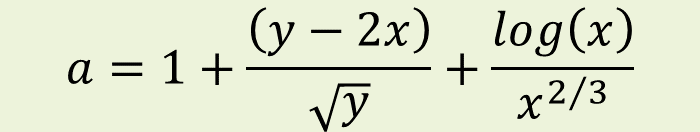 a = 1 + (y − 2x)/√y + log(x)/x^{2/3}